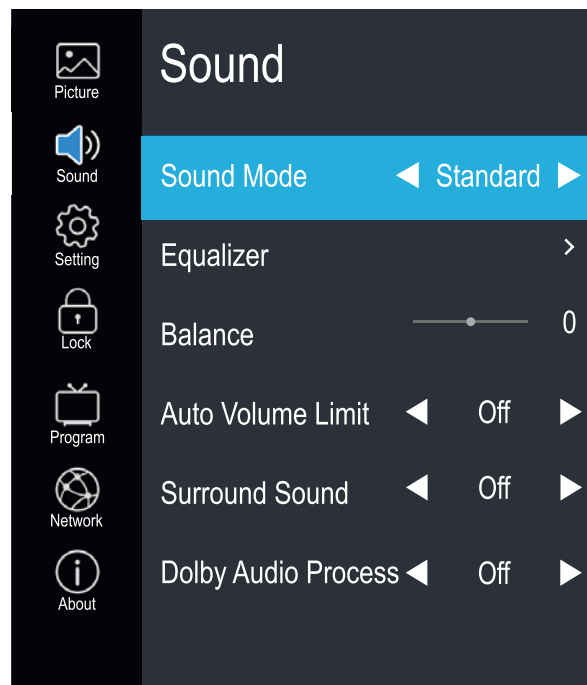 Picture
Sound
Setting
Lock
Program
Network
About
Sound
Sound Mode Standard
Equalizer
Balance 0
Auto Volume Limit Off
Surround Sound Off
Dolby Audio Process Off